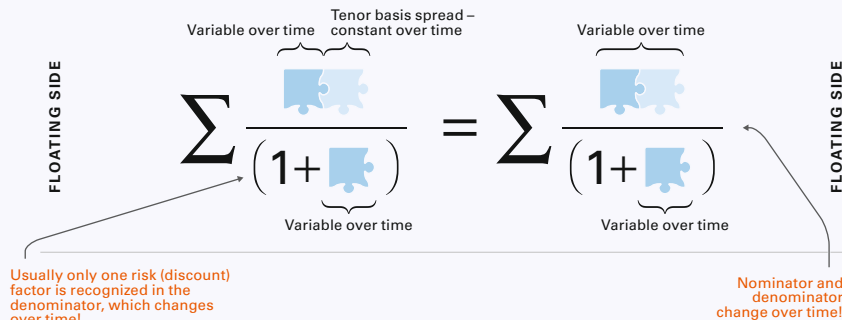 Tenor basis spread –
Variable over time
constant over time
Variable over time
FLOATING SIDE
∑
(1+ )
=
∑
(1+ )
FLOATING SIDE
Variable over time
Variable over time
Usually only one risk (discount)
factor is recognized in the
denominator, which changes
over time!
Nominator and
denominator
change over time!